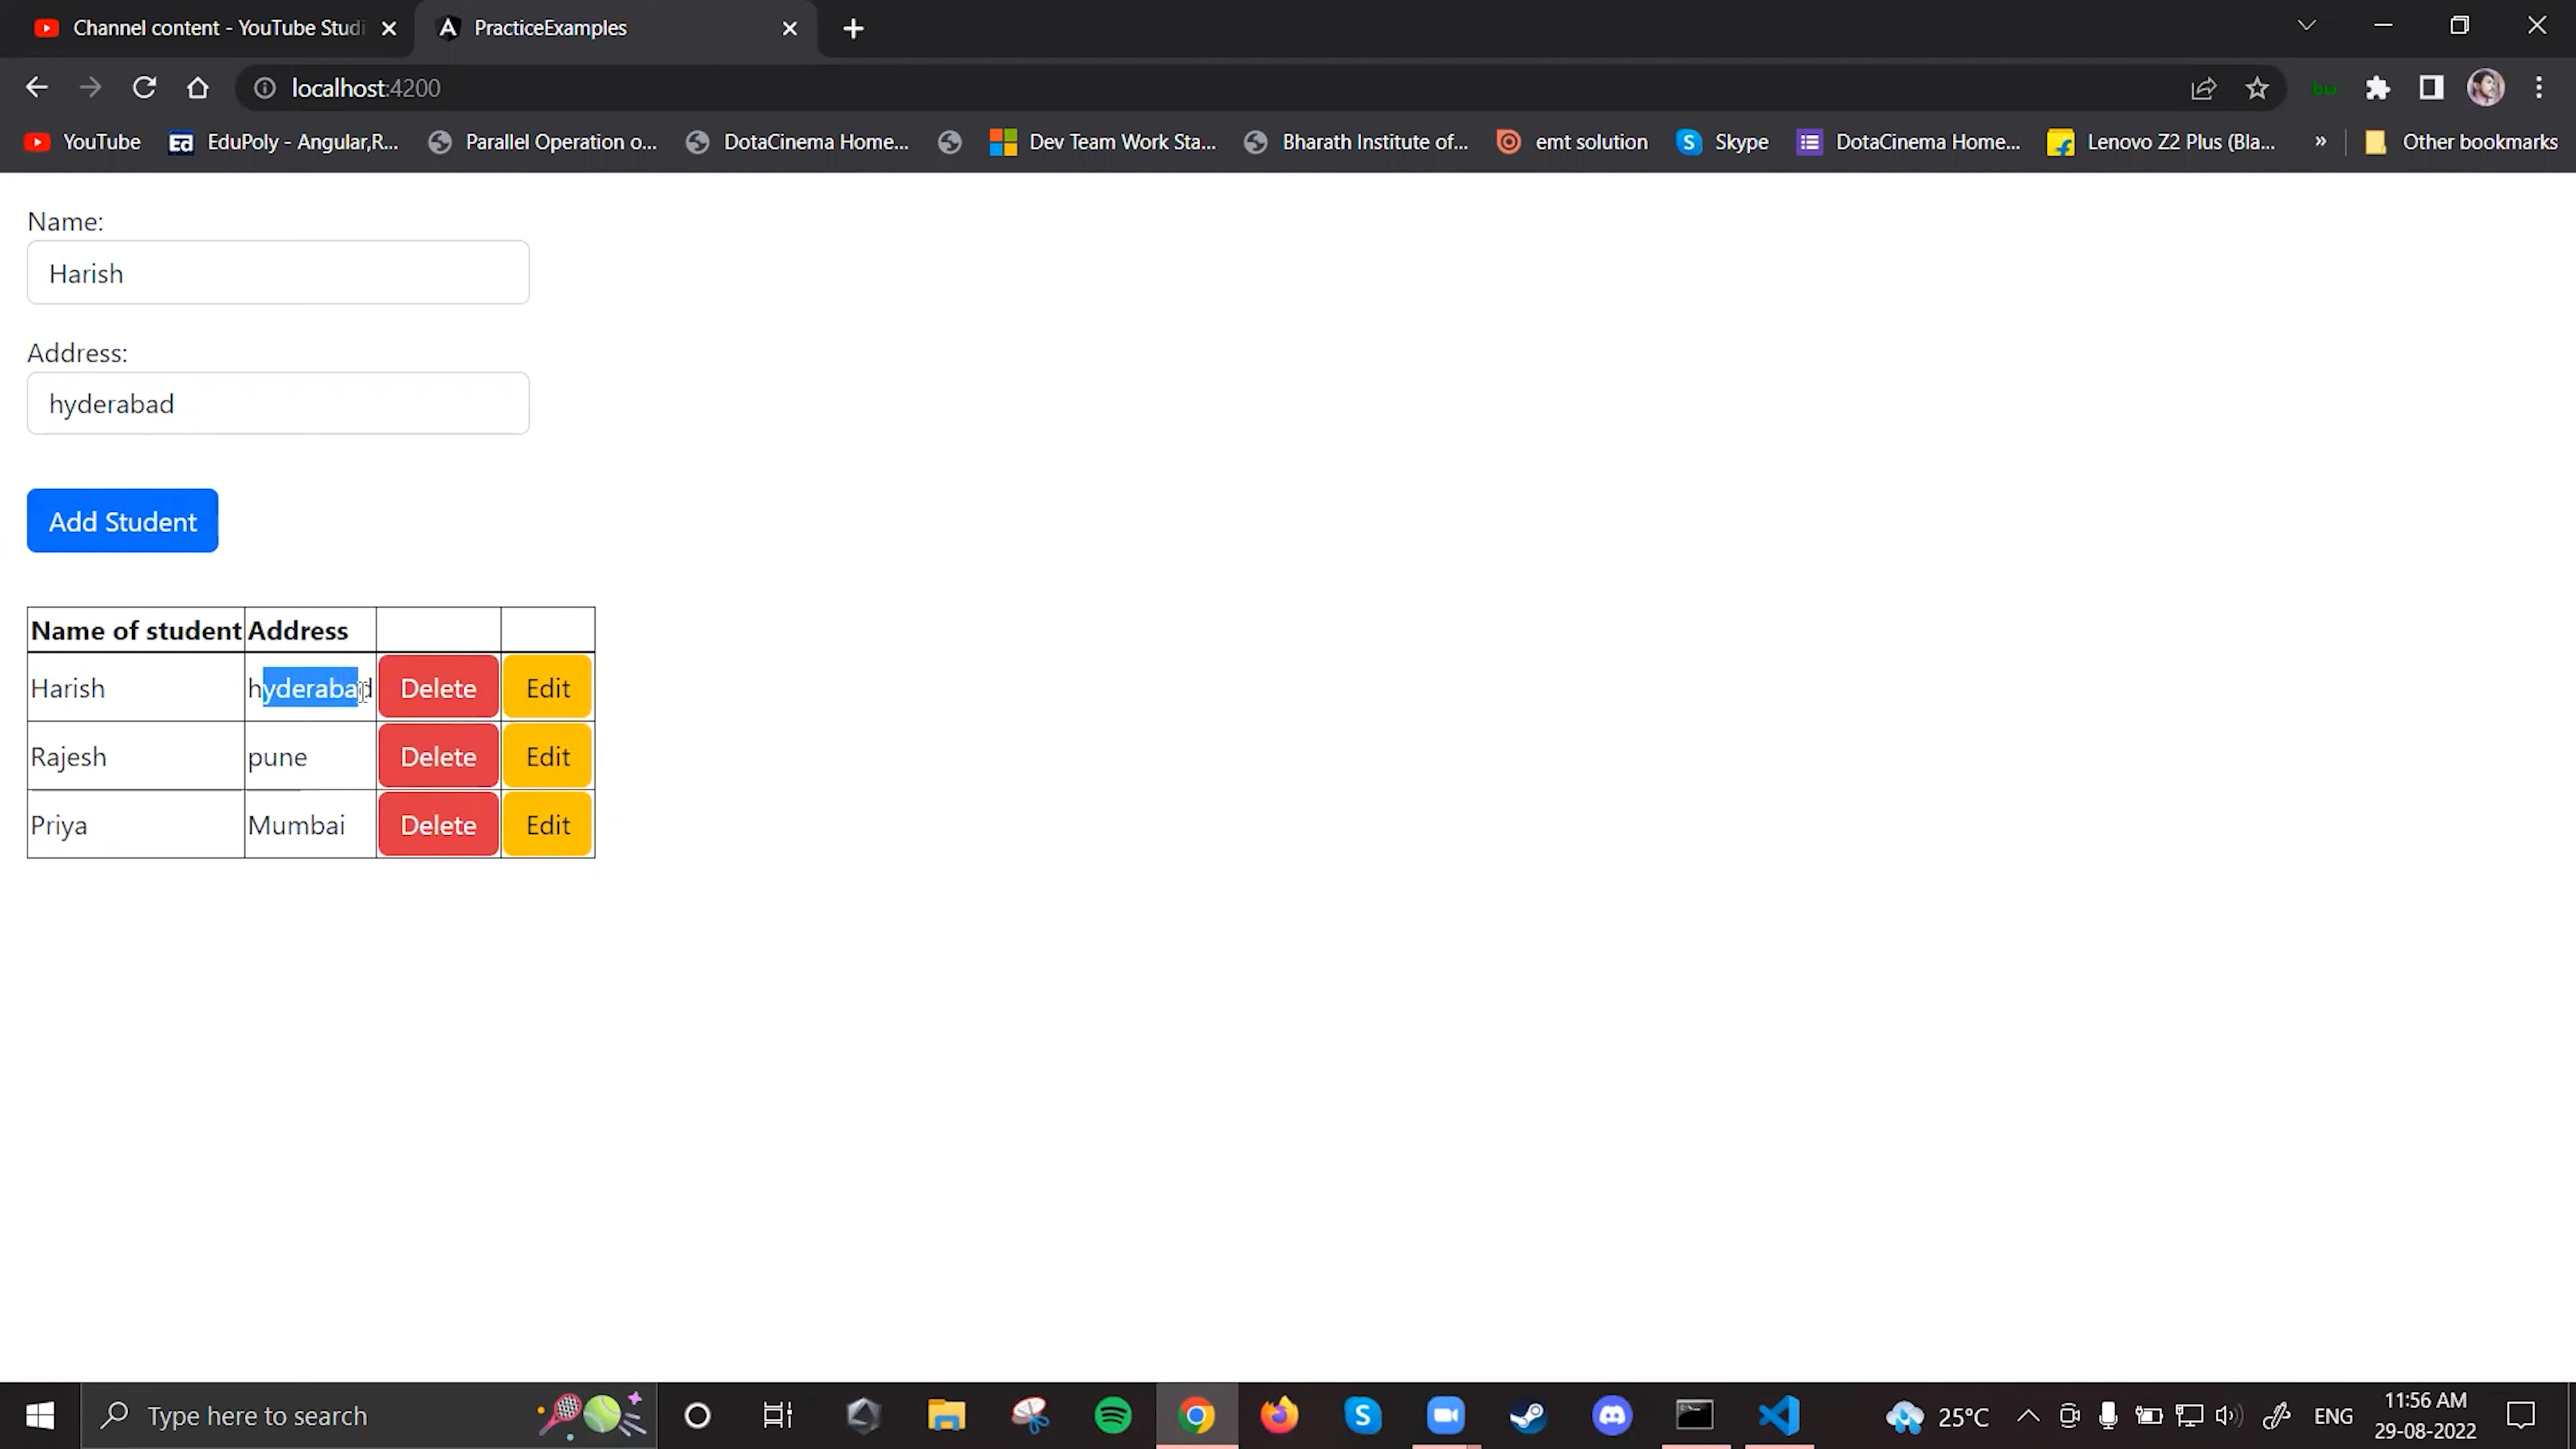 Channel content - YouTube Studi
PracticeExamples
localhost:4200
YouTube
EduPoly - Angular,R...
Parallel Operation o...
DotaCinema Home...
Dev Team Work Sta...
Bharath Institute of...
emt solution
Skype
DotaCinema Home...
Lenovo Z2 Plus (Bla...
»
Other bookmarks
Name:
Harish
Address:
hyderabad
Add Student
Name of student Address
Harish hyderabad Delete Edit
Rajesh pune Delete Edit
Priya Mumbai Delete Edit
Type here to search
25°C
ENG
11:56 AM
29-08-2022